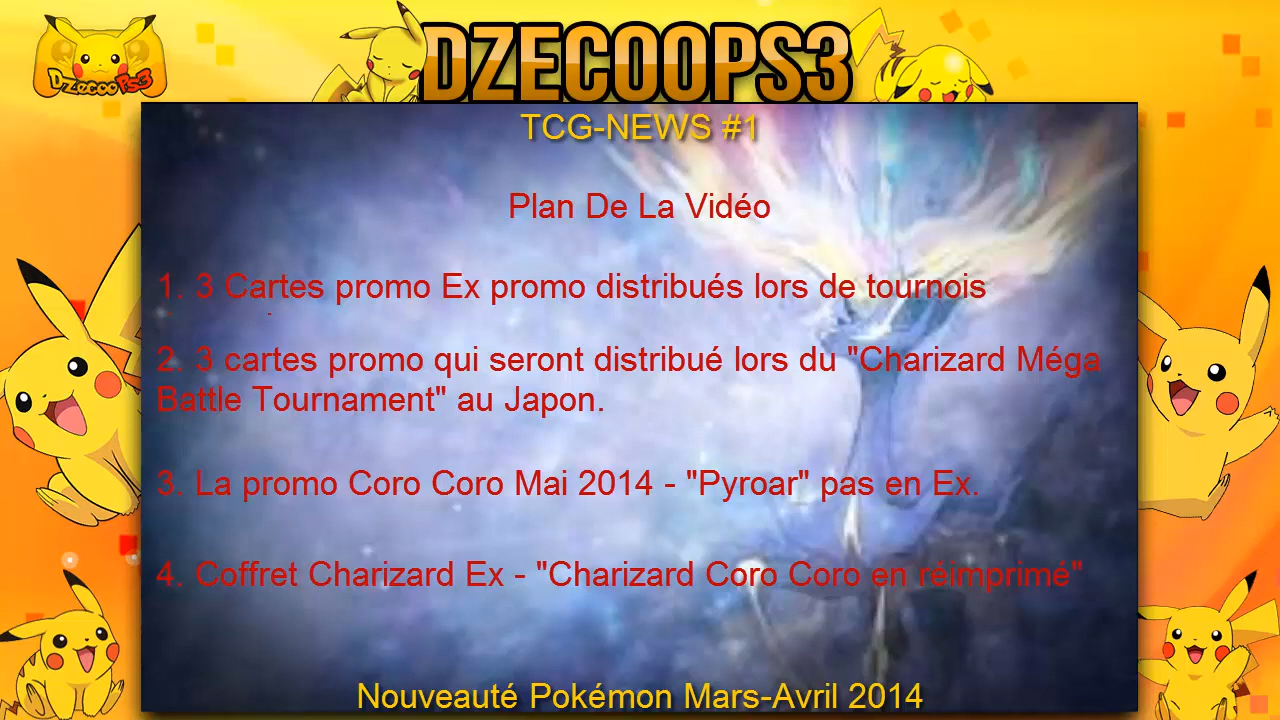 DzecooPS3
DZECOOPS3
TCG-NEWS #1
Plan De La Vidéo
1. 3 Cartes promo Ex promo distribués lors de tournois
2. 3 cartes promo qui seront distribué lors du "Charizard Méga
Battle Tournament" au Japon.
3. La promo Coro Coro Mai 2014 - "Pyroar" pas en Ex.
4. Coffret Charizard Ex - "Charizard Coro Coro en réimprimé"
Nouveauté Pokémon Mars-Avril 2014